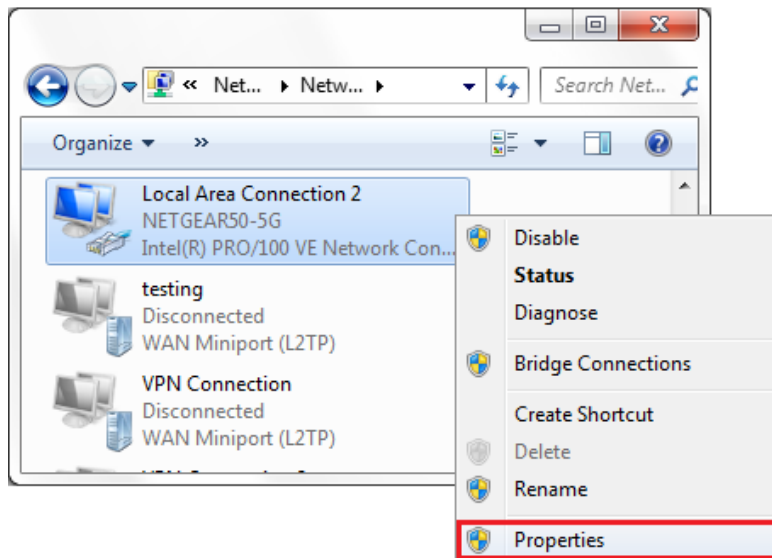 « Net... Netw... Search Net...
Organize »
Local Area Connection 2
NETGEAR50-5G
Intel(R) PRO/100 VE Network Con...
testing
Disconnected
WAN Miniport (L2TP)
VPN Connection
Disconnected
WAN Miniport (L2TP)
Disable
Status
Diagnose
Bridge Connections
Create Shortcut
Delete
Rename
Properties